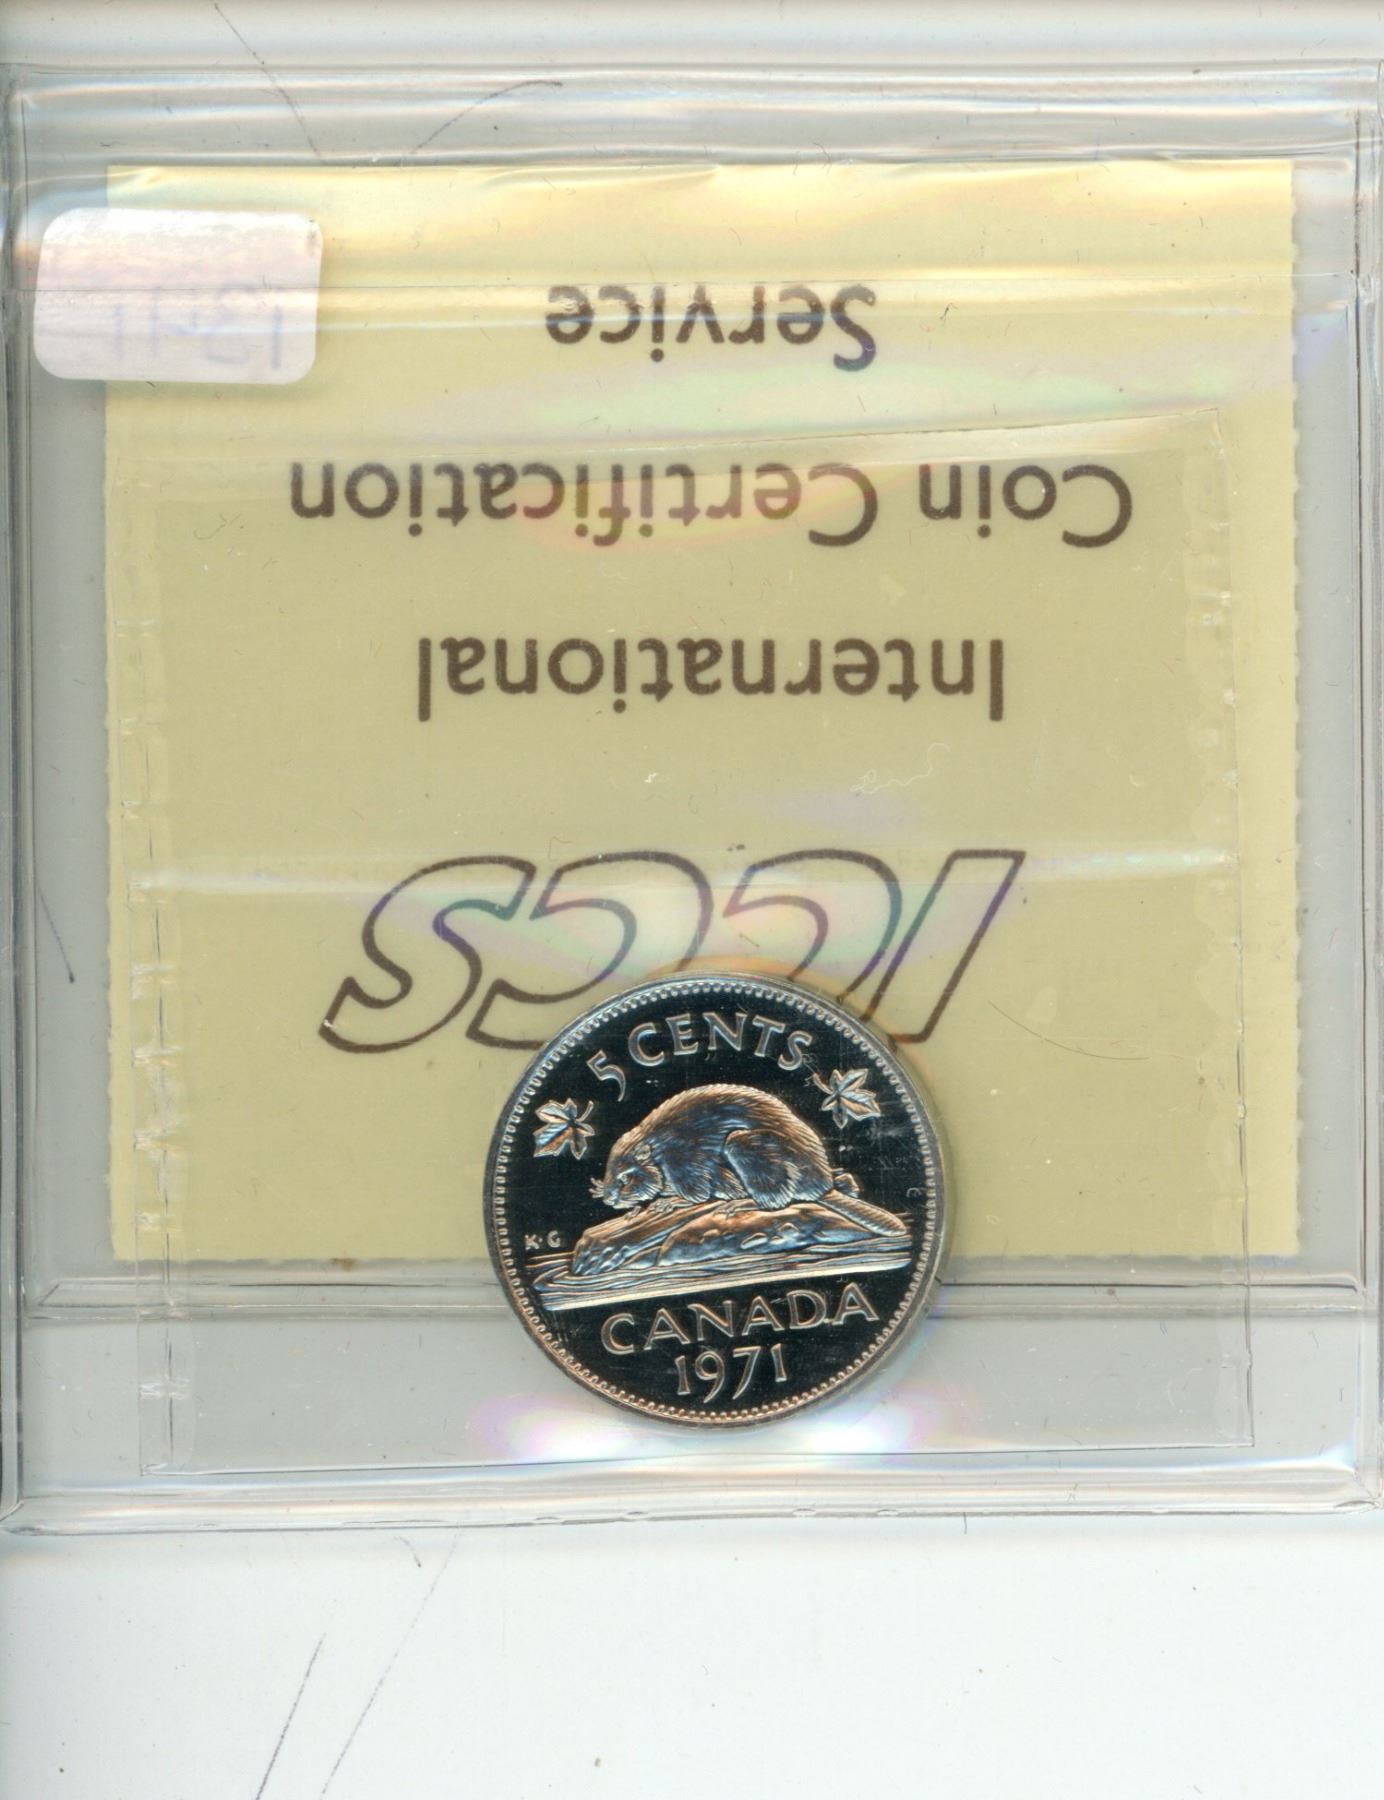 Service
Coin Certification
International
ICCS
5 CENTS
K·G
CANADA
1971